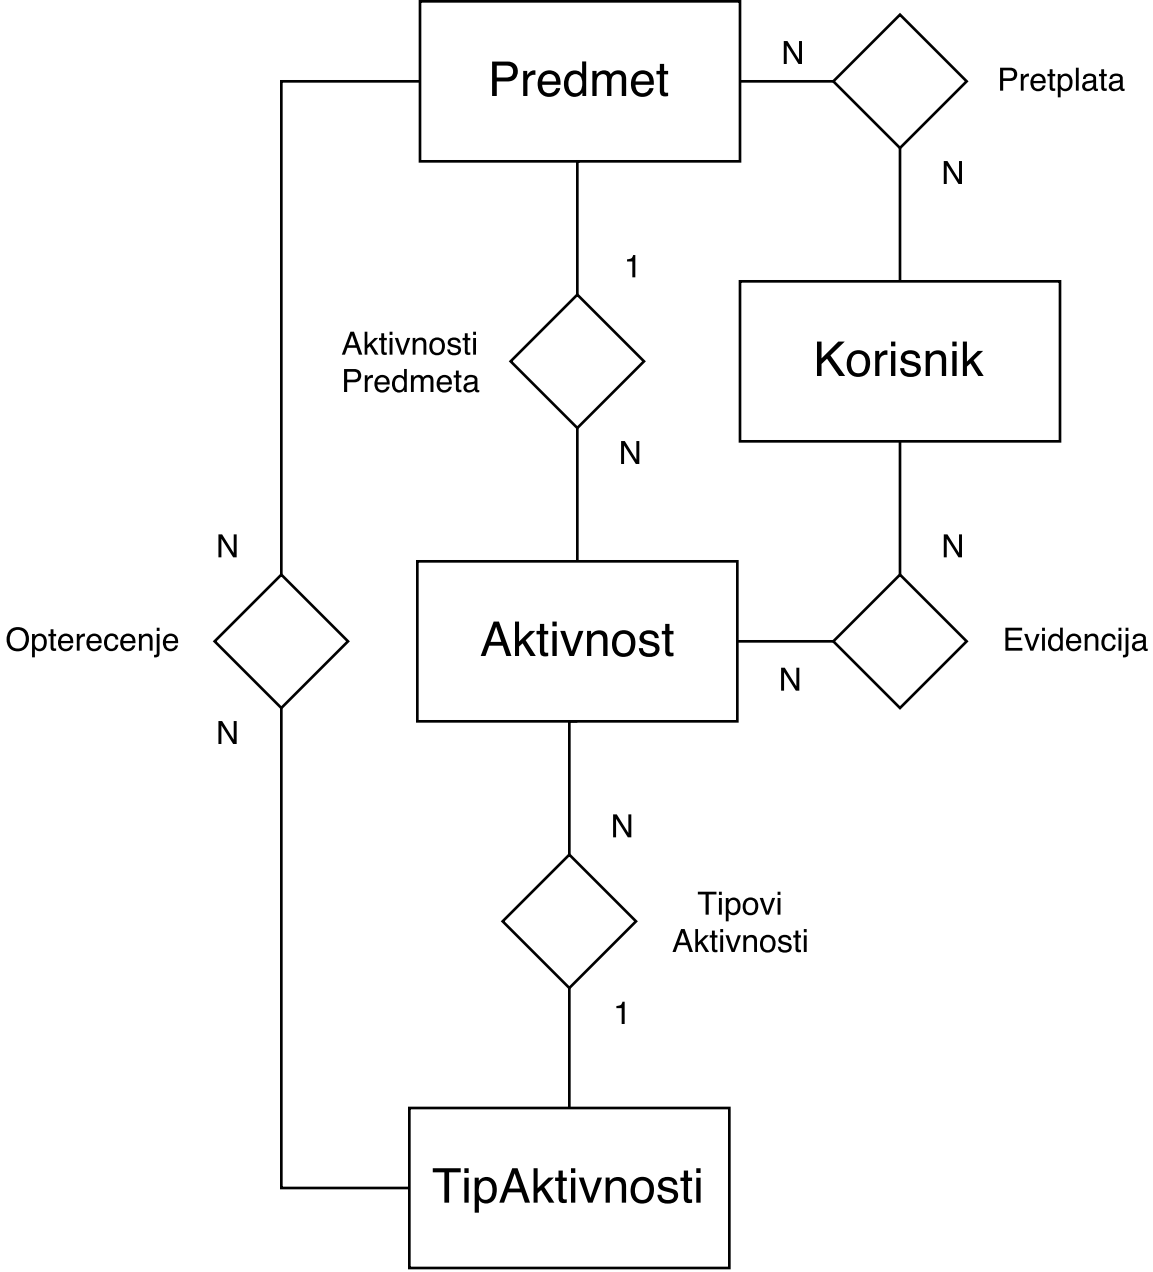 Predmet
N
Pretplata
N
1
Aktivnosti
Predmeta
Korisnik
N
N
N
Opterecenje
Aktivnost
Evidencija
N
N
N
Tipovi
Aktivnosti
1
TipAktivnosti